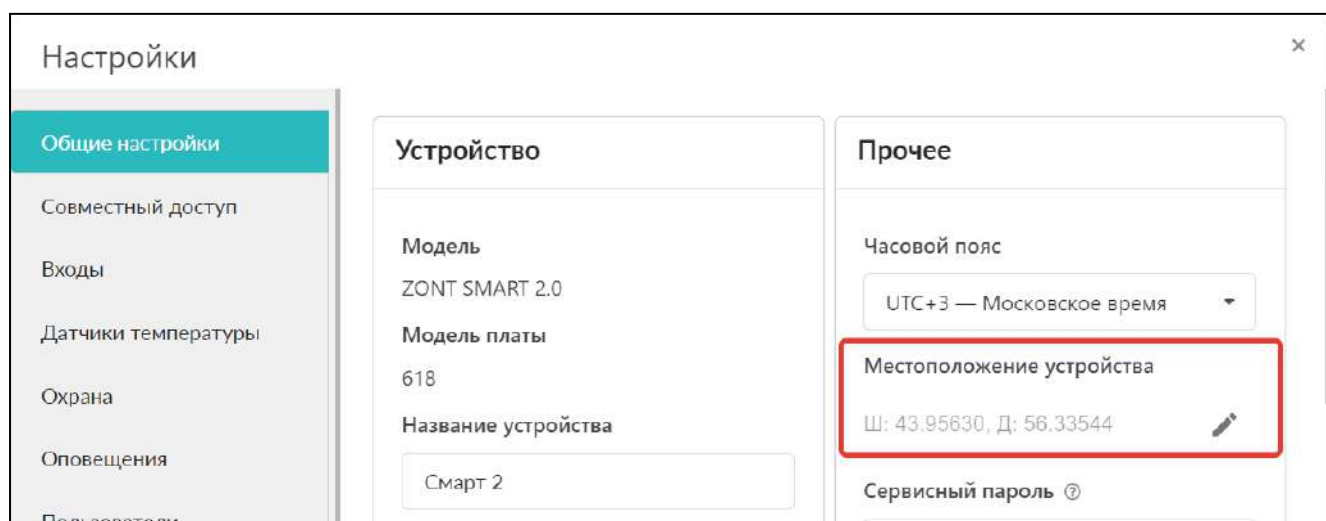 Настройки
Общие настройки
Совместный доступ
Входы
Датчики температуры
Охрана
Оповещения
Пользователи
Устройство
Модель
ZONT SMART 2.0
Модель платы
618
Название устройства
Смарт 2
Прочее
Часовой пояс
UTC+3 — Московское время
Местоположение устройства
Ш: 43.95630, Д: 56.33544
Сервисный пароль